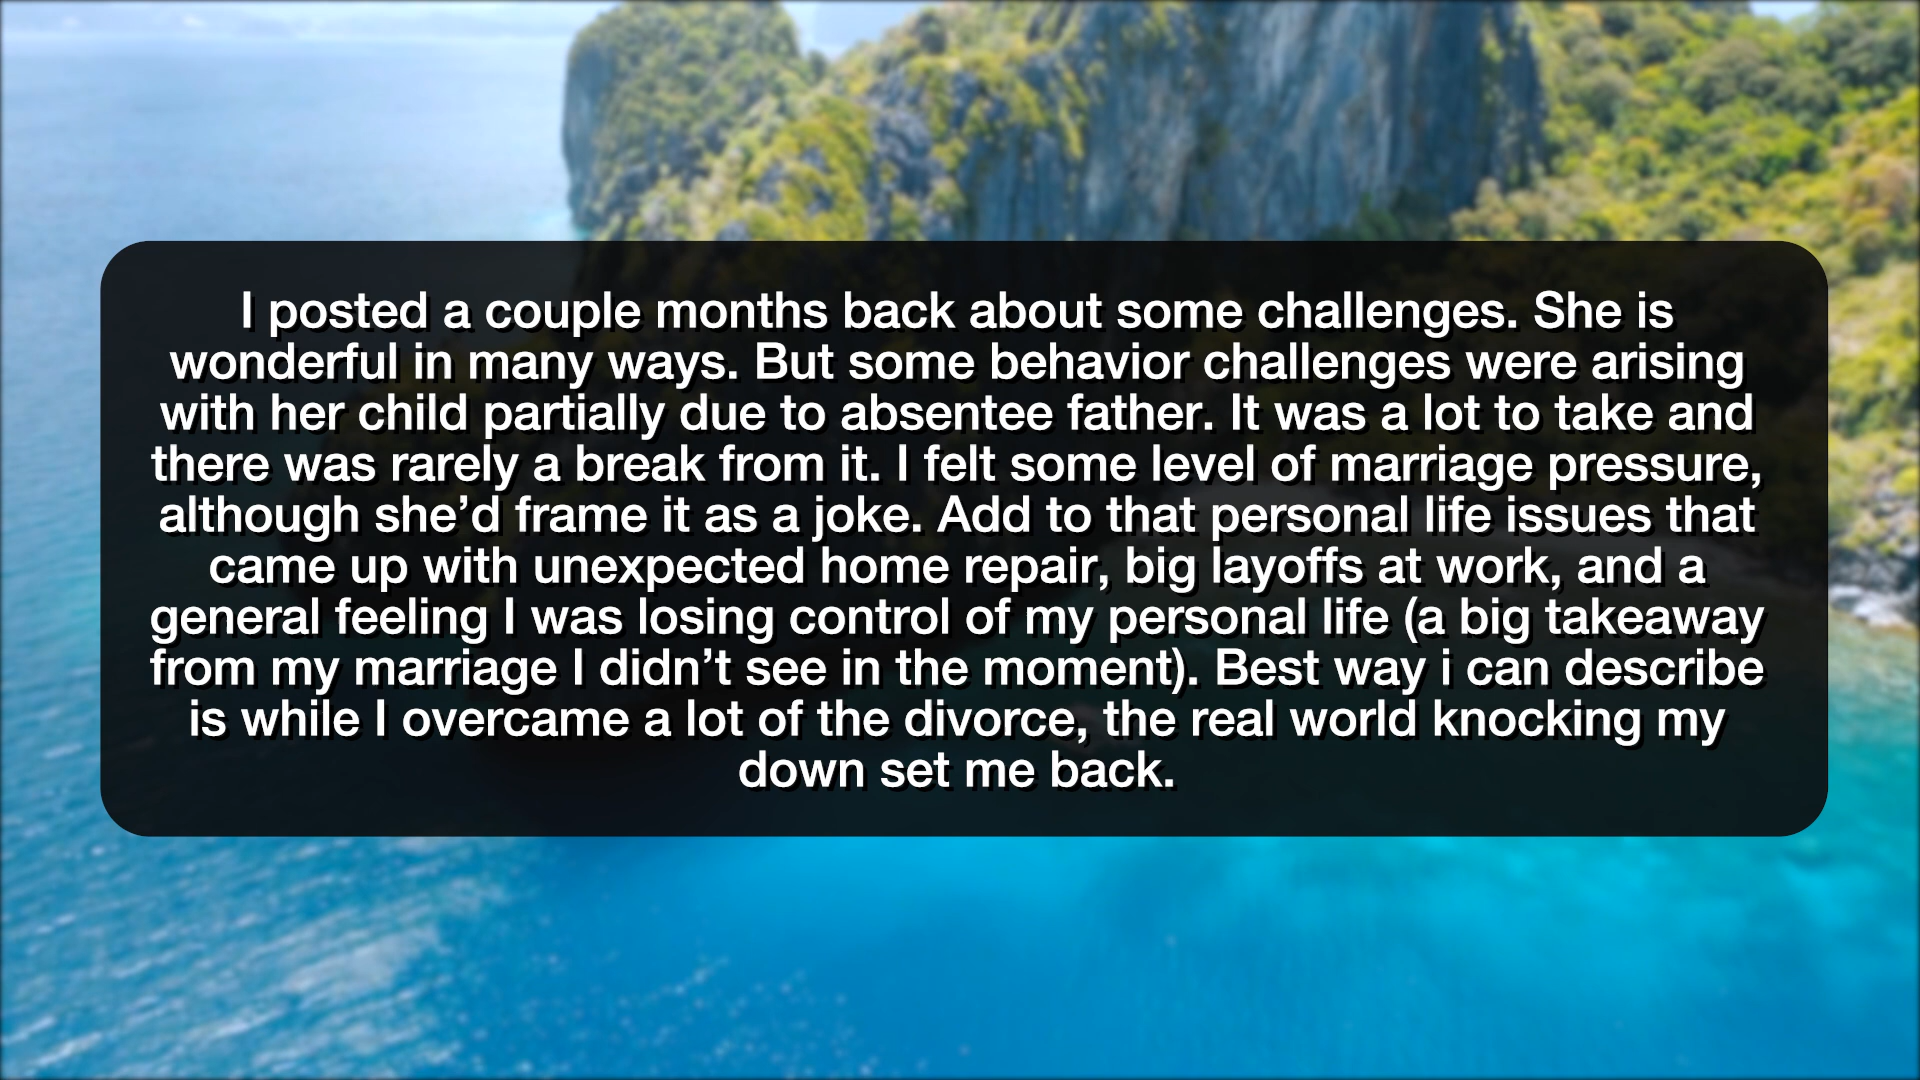 I posted a couple months back about some challenges. She is
wonderful in many ways. But some behavior challenges were arising
with her child partially due to absentee father. It was a lot to take and
there was rarely a break from it. I felt some level of marriage pressure,
although she’d frame it as a joke. Add to that personal life issues that
came up with unexpected home repair, big layoffs at work, and a
general feeling I was losing control of my personal life (a big takeaway
from my marriage I didn’t see in the moment). Best way i can describe
is while I overcame a lot of the divorce, the real world knocking my
down set me back.